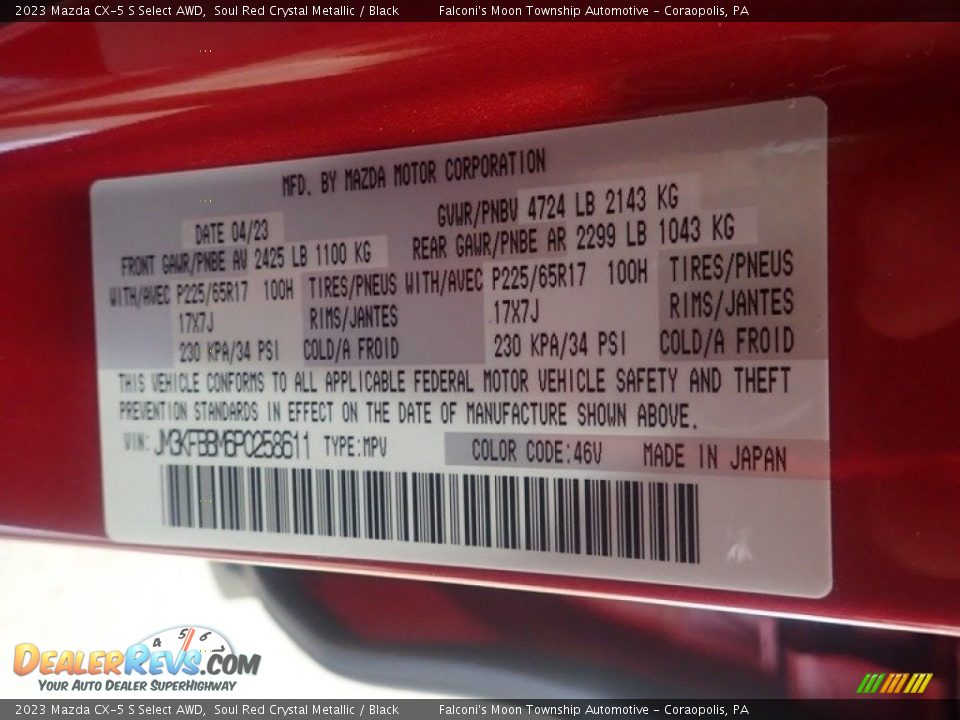 2023 Mazda CX-5 S Select AWD, Soul Red Crystal Metallic / Black Falconi's Moon Township Automotive - Coraopolis, PA
MFD. BY MAZDA MOTOR CORPORATION
DATE 04/23 GVWR/PNBV 4724 LB 2143 KG
FRONT GAWR/PNBE AV 2425 LB 1100 KG REAR GAWR/PNBE AR 2299 LB 1043 KG
WITH/AVEC P225/65R17 100H TIRES/PNEUS WITH/AVEC P225/65R17 100H TIRES/PNEUS
17X7J RIMS/JANTES 17X7J RIMS/JANTES
230 KPA/34 PSI COLD/A FROID 230 KPA/34 PSI COLD/A FROID
THIS VEHICLE CONFORMS TO ALL APPLICABLE FEDERAL MOTOR VEHICLE SAFETY AND THEFT
PREVENTION STANDARDS IN EFFECT ON THE DATE OF MANUFACTURE SHOWN ABOVE.
VIN: JM3KFBBM6P0258611 TYPE:MPV COLOR CODE:46V MADE IN JAPAN
4 5 6
DEALERREVS.COM
YOUR AUTO DEALER SUPERHIGHWAY
2023 Mazda CX-5 S Select AWD, Soul Red Crystal Metallic / Black Falconi's Moon Township Automotive - Coraopolis, PA